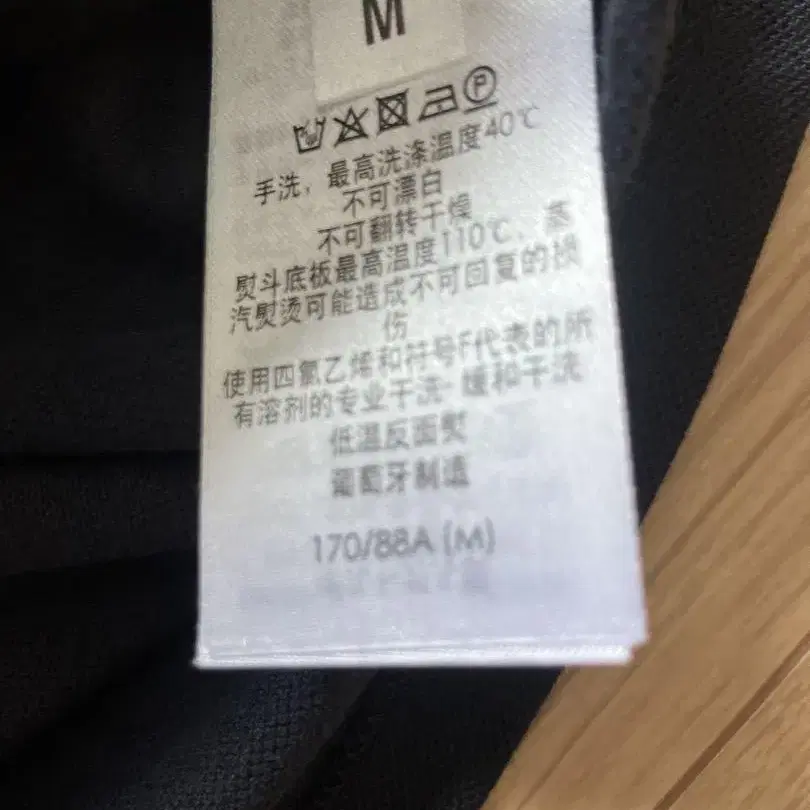 M
P
手洗，最高洗涤温度40℃
不可漂白
不可翻转干燥
熨斗底板最高温度110℃，蒸
汽熨烫可能造成不可回复的损
伤
使用四氯乙烯和符号F代表的所
有溶剂的专业干洗-缓和干洗
低温反面熨
葡萄牙制造
170/88A (M)